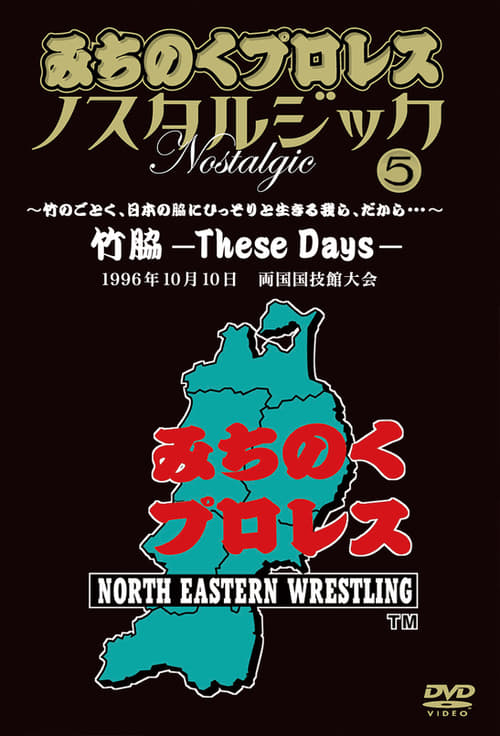 みちのくプロレス
ノスタルジック
Nostalgic
⑤
～竹のごとく、日本の脇にひっそりと生きる我ら、だから…～
竹脇 ―These Days―
1996年10月10日 両国国技館大会
みちのく
プロレス
NORTH EASTERN WRESTLING
TM
DVD
VIDEO